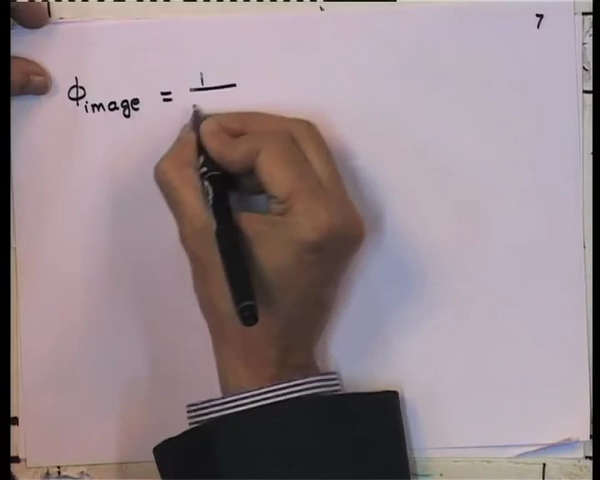 7
ϕimage = 1/